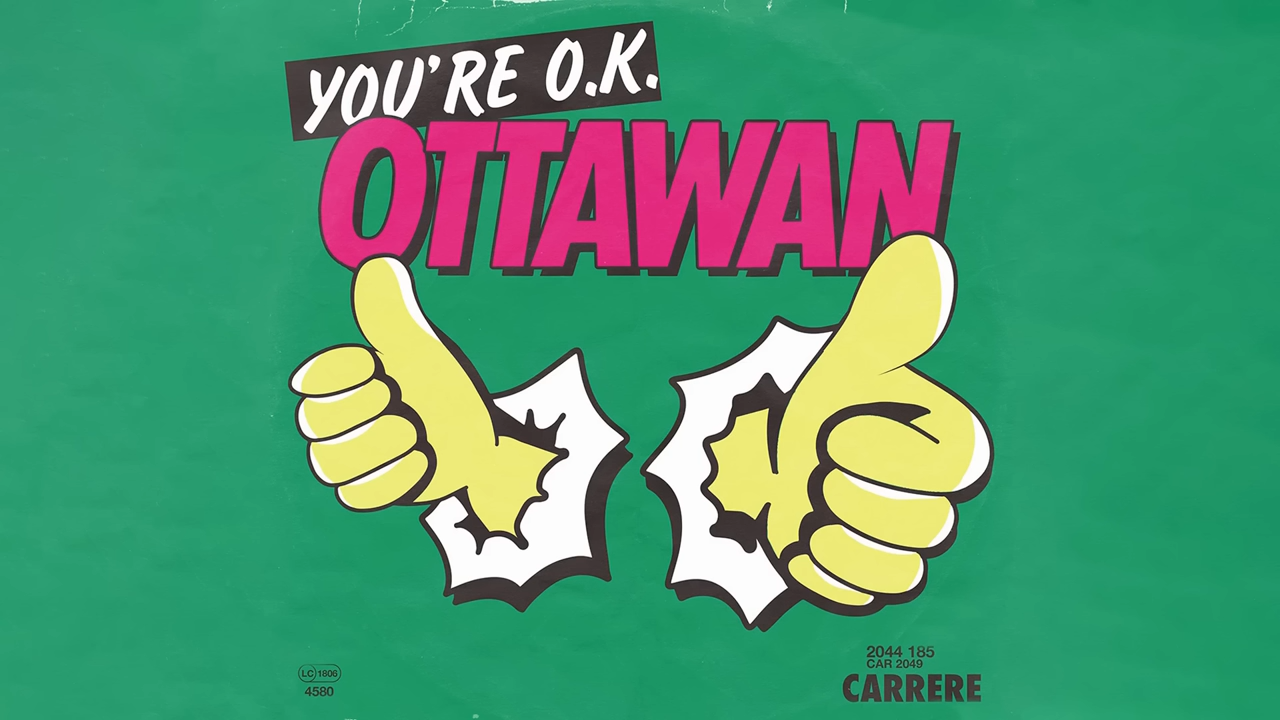 YOU'RE O.K.
OTTAWAN
LC 1806
4580
2044 185
CAR 2049
CARRERE